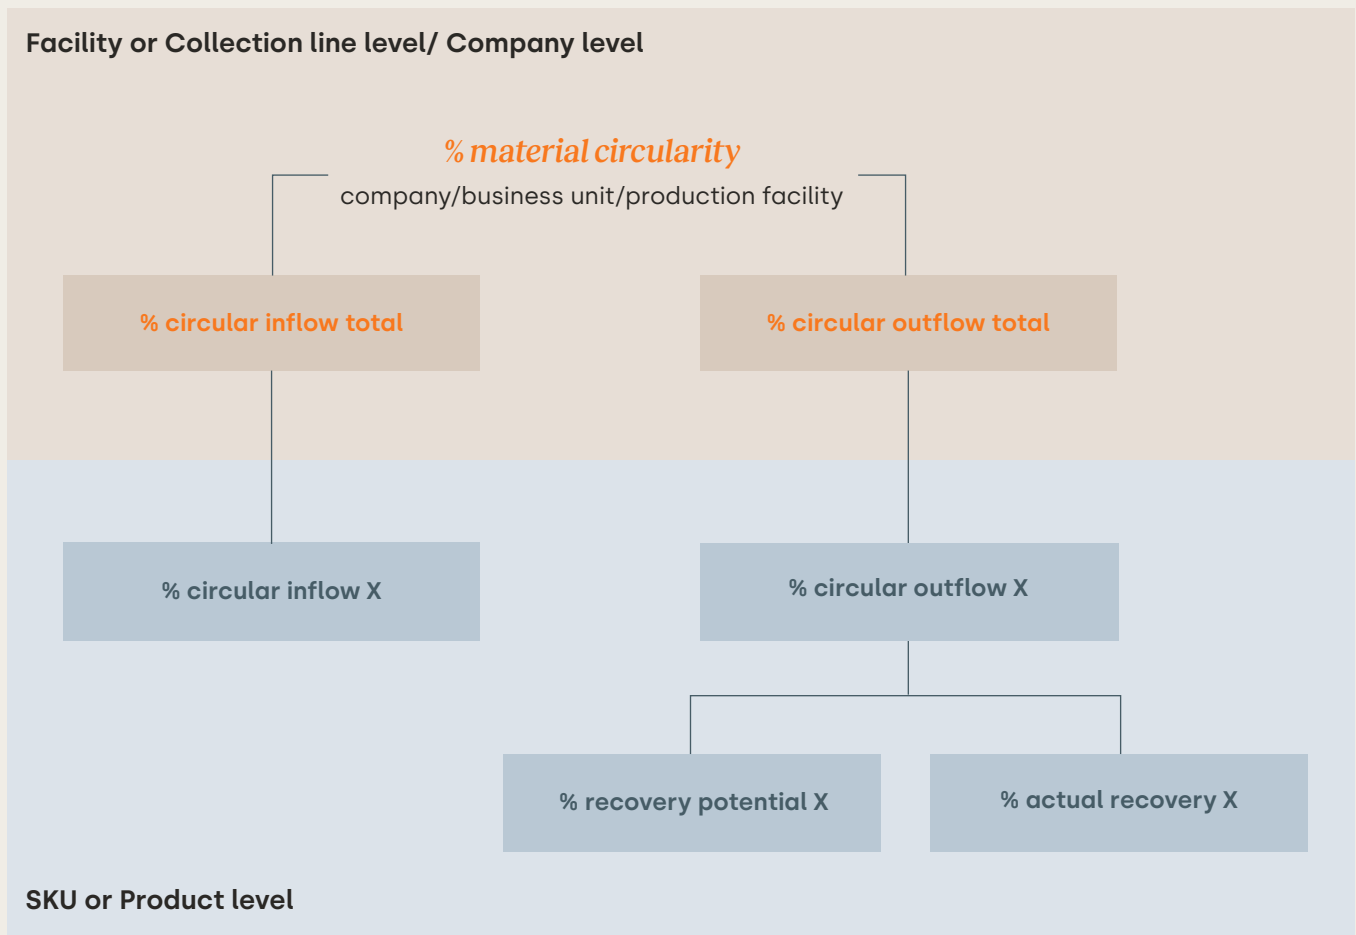 Facility or Collection line level/ Company level
% material circularity
company/business unit/production facility
% circular inflow total
% circular outflow total
% circular inflow X
% circular outflow X
% recovery potential X
% actual recovery X
SKU or Product level